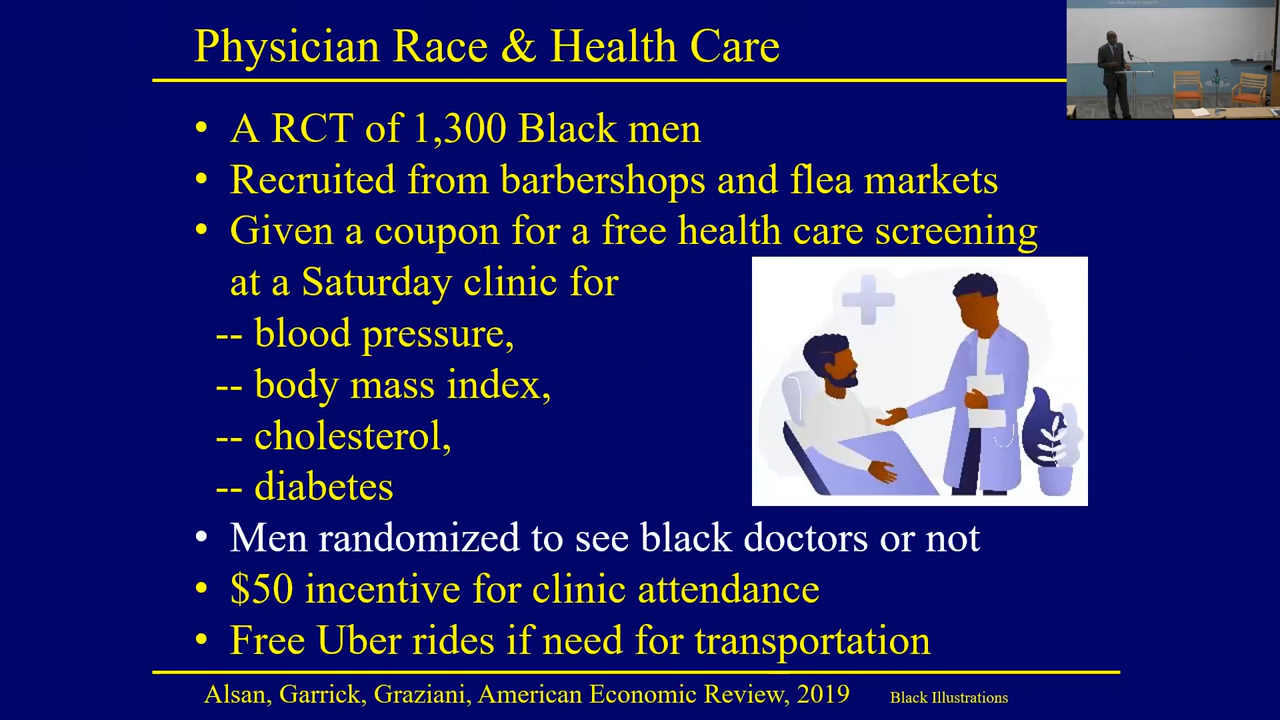 Physician Race & Health Care
• A RCT of 1,300 Black men
• Recruited from barbershops and flea markets
• Given a coupon for a free health care screening
at a Saturday clinic for
-- blood pressure,
-- body mass index,
-- cholesterol,
-- diabetes
• Men randomized to see black doctors or not
• $50 incentive for clinic attendance
• Free Uber rides if need for transportation
Alsan, Garrick, Graziani, American Economic Review, 2019
Black Illustrations